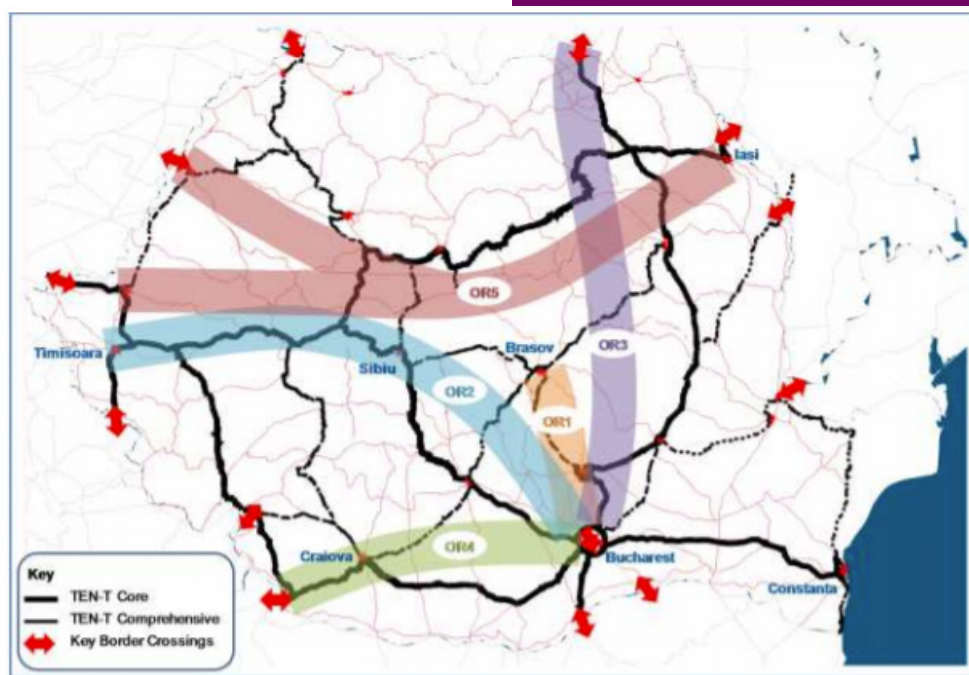 Iasi
OR5
Timisoara
Brasov
OR3
Sibiu
OR2
OR1
OR4
Craiova
Bucharest
Constanta
Key
TEN-T Core
TEN-T Comprehensive
Key Border Crossings